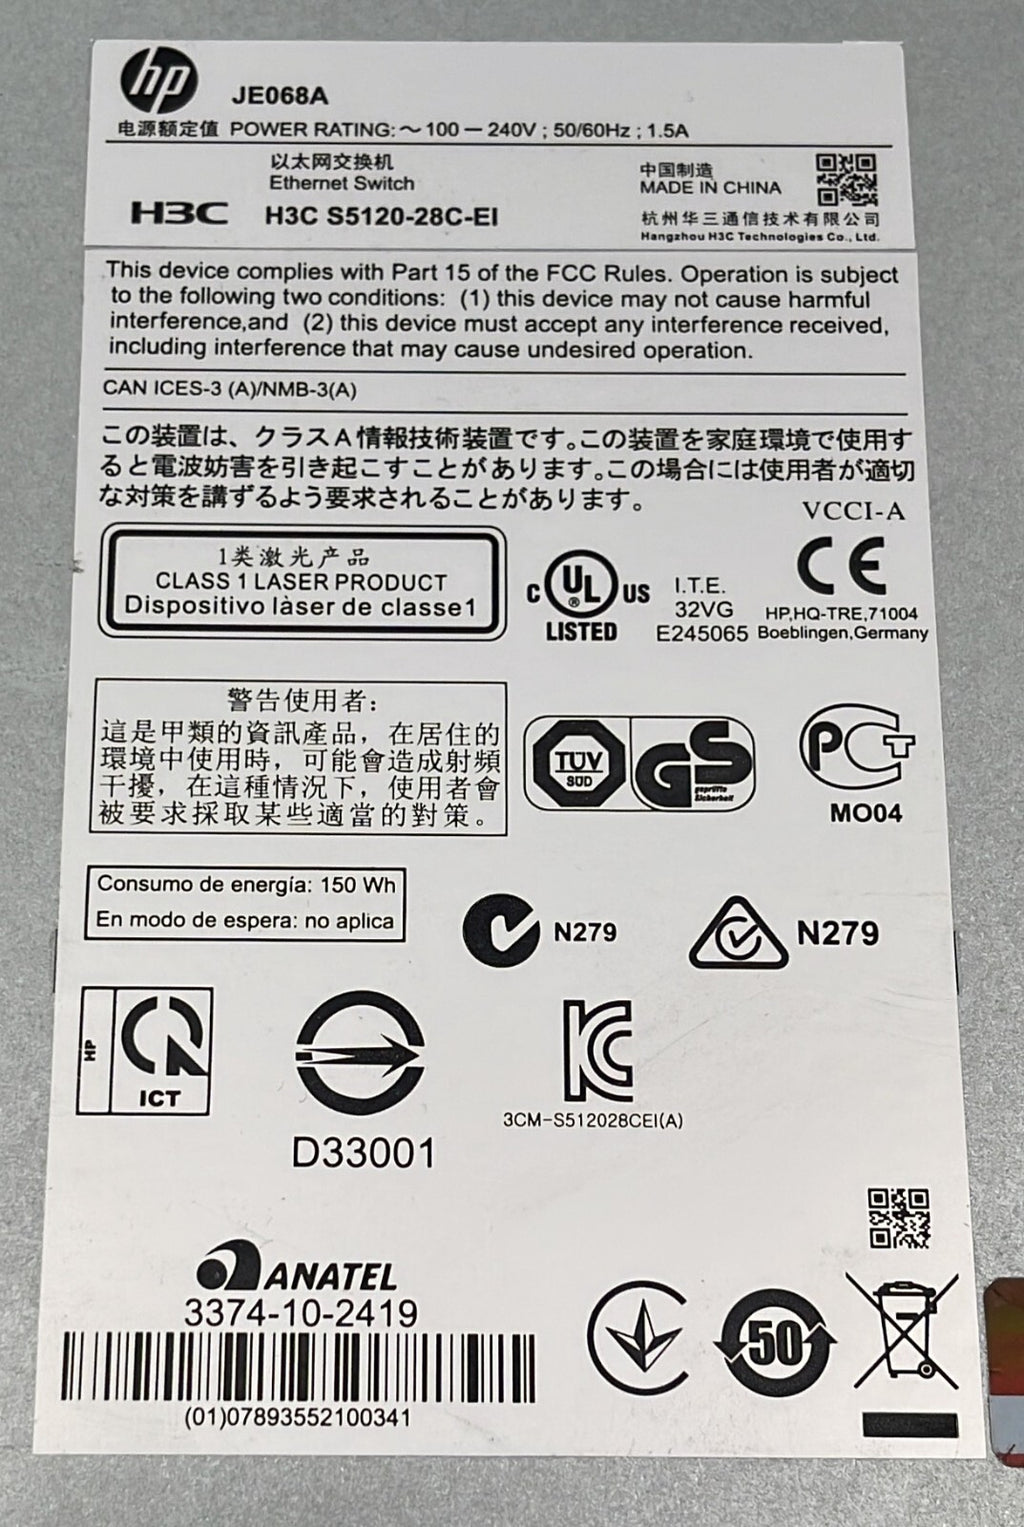 hp
JE068A
电源额定值 POWER RATING:～100－240V ; 50/60Hz ; 1.5A
以太网交换机
Ethernet Switch
H3C H3C S5120-28C-EI
中国制造
MADE IN CHINA
杭州华三通信技术有限公司
Hangzhou H3C Technologies Co., Ltd.
This device complies with Part 15 of the FCC Rules. Operation is subject
to the following two conditions: (1) this device may not cause harmful
interference,and (2) this device must accept any interference received,
including interference that may cause undesired operation.
CAN ICES-3 (A)/NMB-3(A)
この装置は、クラスA情報技術装置です。この装置を家庭環境で使用す
ると電波妨害を引き起こすことがあります。この場合には使用者が適切
な対策を講ずるよう要求されることがあります。
VCCI-A
1类激光产品
CLASS 1 LASER PRODUCT
Dispositivo làser de classe1
C UL ® US
LISTED
I.T.E.
32VG
E245065
CE
HP,HQ-TRE,71004
Boeblingen,Germany
警告使用者:
這是甲類的資訊產品，在居住的
環境中使用時，可能會造成射頻
干擾，在這種情況下，使用者會
被要求採取某些適當的對策。
TÜV
SÜD
GS
geprüfte
Sicherheit
PCT
MO04
Consumo de energía: 150 Wh
En modo de espera: no aplica
N279
N279
HP
ICT
D33001
KC
3CM-S512028CEI(A)
ANATEL
3374-10-2419
(01)07893552100341
50